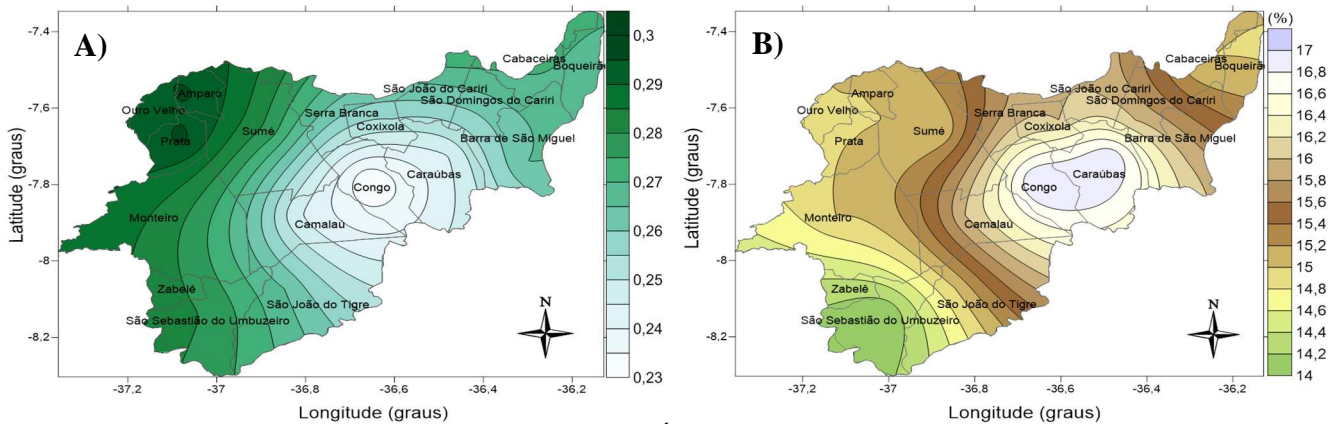 A)
-7,4
-7,6
-7,8
-8
-8,2
Latitude (graus)
-37,2
-37
-36,8
-36,6
-36,4
-36,2
Longitude (graus)
Cabaceiras
Boqueirã
São João do Cariri
São Domingos do Cariri
Amparo
Ouro Velho
Serra Branca
Sumé
Coxixola
Prata
Barra de São Miguel
Caraúbas
Congo
Monteiro
Camalaú
Zabelê
São João do Tigre
São Sebastião do Umbuzeiro
N
0,3
0,29
0,28
0,27
0,26
0,25
0,24
0,23
B)
-7,4
-7,6
-7,8
-8
-8,2
Latitude (graus)
-37,2
-37
-36,8
-36,6
-36,4
-36,2
Longitude (graus)
Cabaceiras
Boqueirã
São João do Cariri
São Domingos do Cariri
Amparo
Ouro Velho
Serra Branca
Sumé
Coxixola
Prata
Barra de São Miguel
Caraúbas
Congo
Monteiro
Camalaú
Zabelê
São João do Tigre
São Sebastião do Umbuzeiro
N
(%)
17
16,8
16,6
16,4
16,2
16
15,8
15,6
15,4
15,2
15
14,8
14,6
14,4
14,2
14